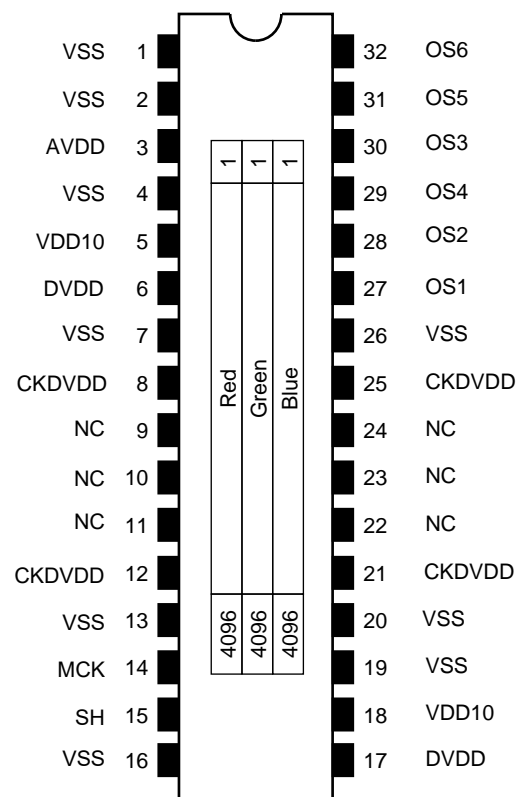 VSS 1 32 OS6
VSS 2 31 OS5
AVDD 3 30 OS3
1 1 1
VSS 4 29 OS4
VDD10 5 28 OS2
DVDD 6 27 OS1
VSS 7 26 VSS
CKDVDD 8 25 CKDVDD
Red Green Blue
NC 9 24 NC
NC 10 23 NC
NC 11 22 NC
CKDVDD 12 21 CKDVDD
VSS 13 20 VSS
4096 4096 4096
MCK 14 19 VSS
SH 15 18 VDD10
VSS 16 17 DVDD